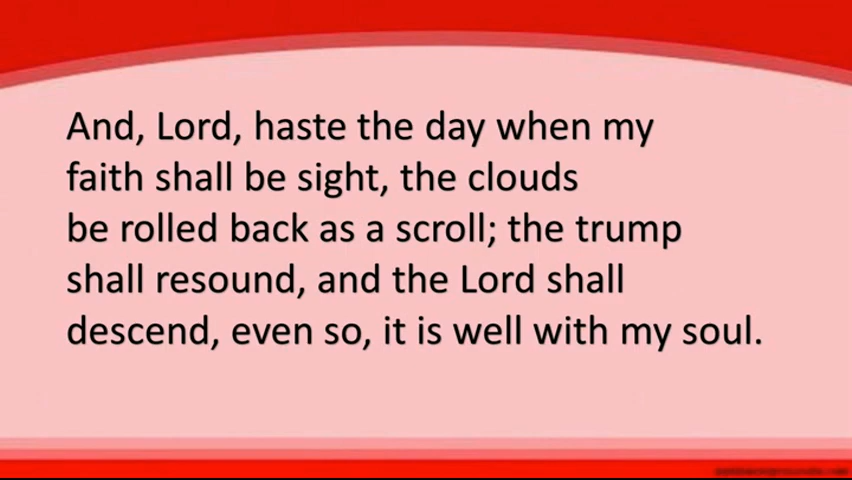 And, Lord, haste the day when my
faith shall be sight, the clouds
be rolled back as a scroll; the trump
shall resound, and the Lord shall
descend, even so, it is well with my soul.